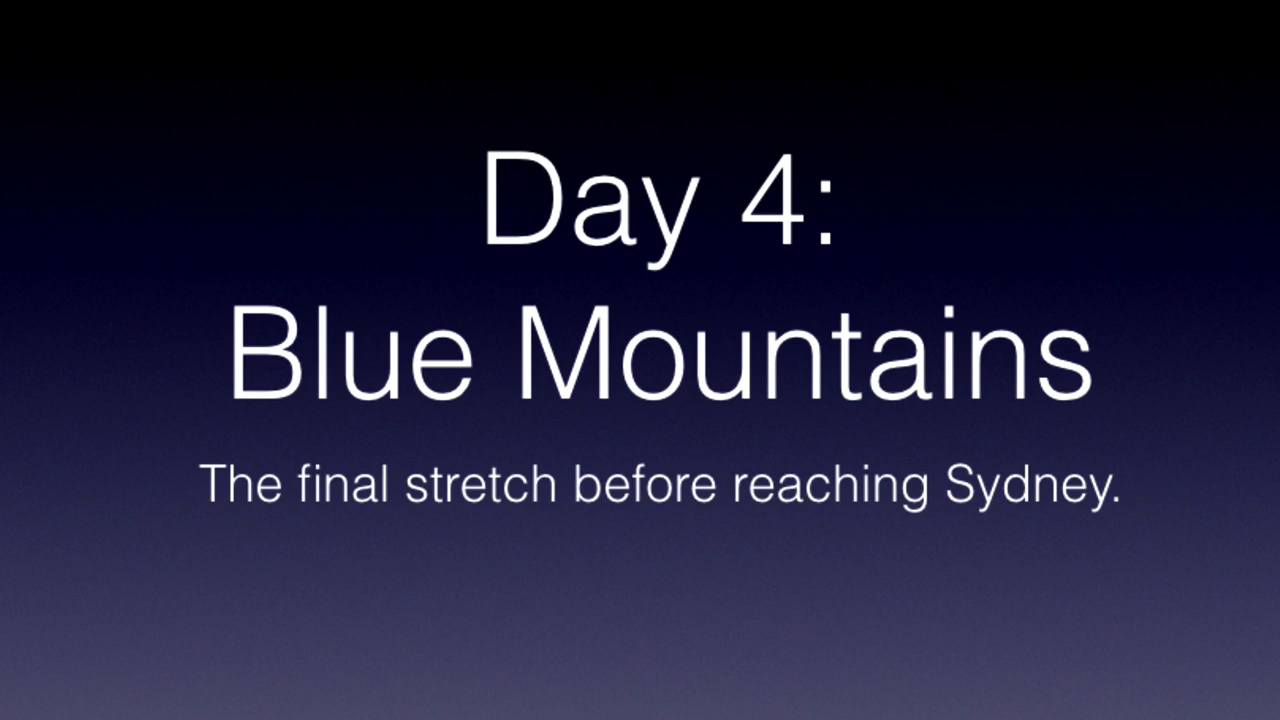 Day 4:
Blue Mountains
The final stretch before reaching Sydney.